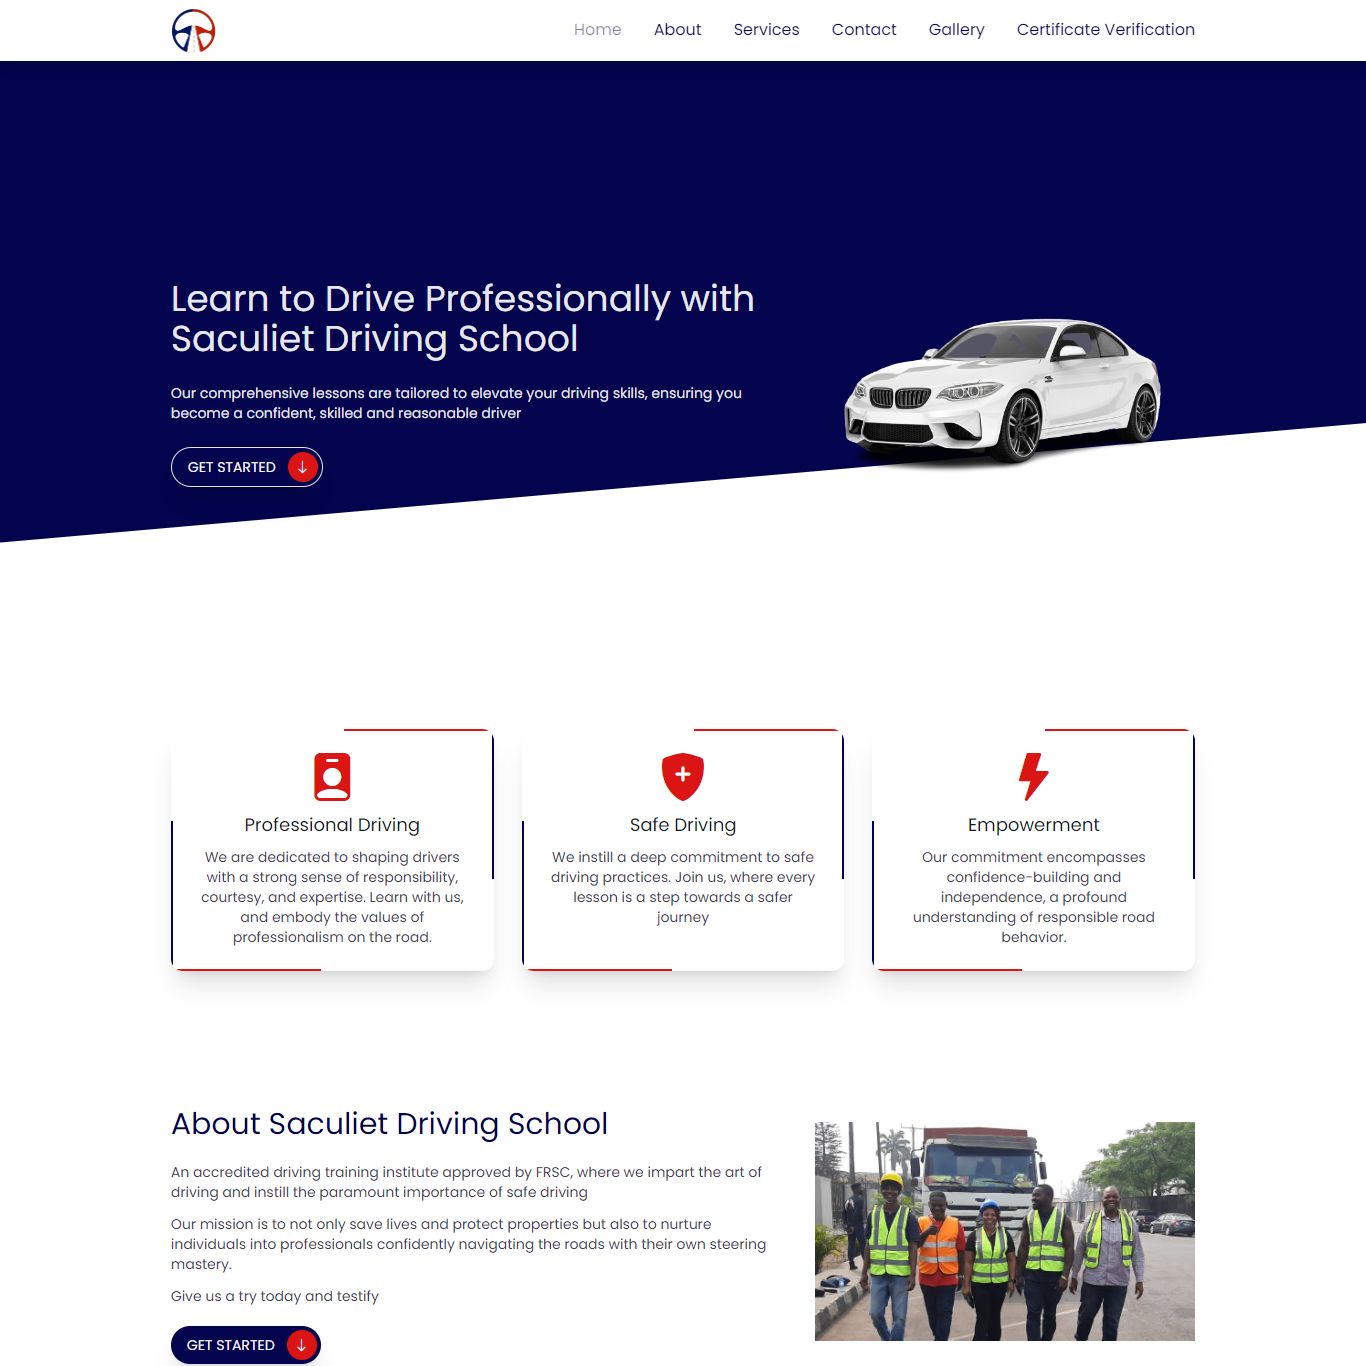 Home About Services Contact Gallery Certificate Verification
Learn to Drive Professionally with
Saculiet Driving School
Our comprehensive lessons are tailored to elevate your driving skills, ensuring you
become a confident, skilled and reasonable driver
GET STARTED
Professional Driving
We are dedicated to shaping drivers
with a strong sense of responsibility,
courtesy, and expertise. Learn with us,
and embody the values of
professionalism on the road.
Safe Driving
We instill a deep commitment to safe
driving practices. Join us, where every
lesson is a step towards a safer
journey
Empowerment
Our commitment encompasses
confidence-building and
independence, a profound
understanding of responsible road
behavior.
About Saculiet Driving School
An accredited driving training institute approved by FRSC, where we impart the art of
driving and instill the paramount importance of safe driving
Our mission is to not only save lives and protect properties but also to nurture
individuals into professionals confidently navigating the roads with their own steering
mastery.
Give us a try today and testify
GET STARTED